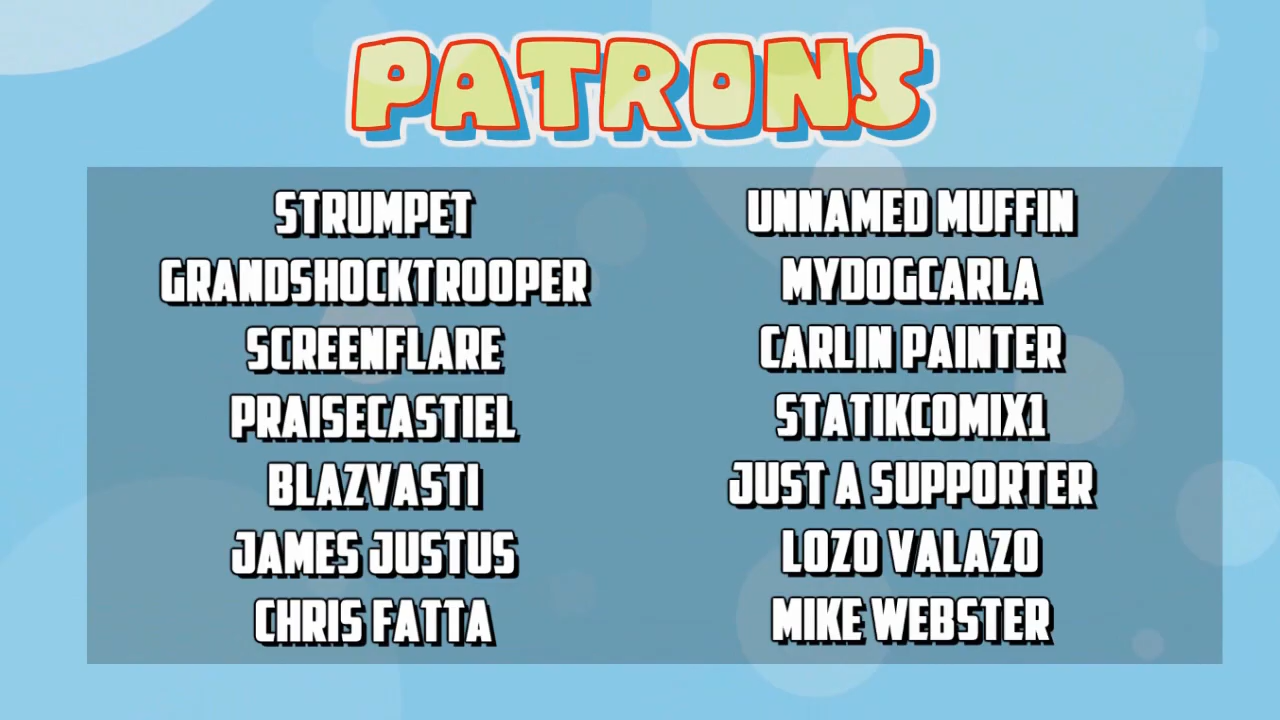 PATRONS
STRUMPET
GRANDSHOCKTROOPER
SCREENFLARE
PRAISECASTIEL
BLAZVASTI
JAMES JUSTUS
CHRIS FATTA
UNNAMED MUFFIN
MYDOGCARLA
CARLIN PAINTER
STATIKCOMIX1
JUST A SUPPORTER
LOZO VALAZO
MIKE WEBSTER